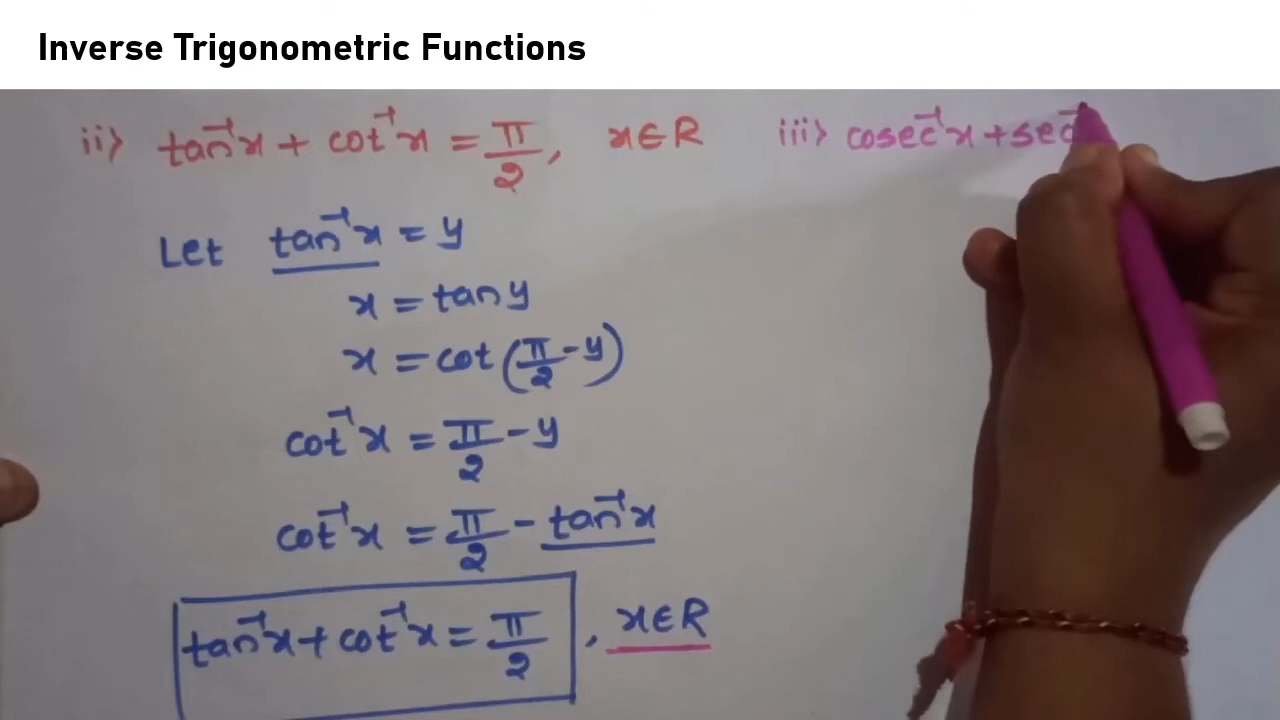 Inverse Trigonometric Functions
ii) tan⁻¹x + cot⁻¹x = π/2, x∈R
Let tan⁻¹x = y
x = tan y
x = cot(π/2 - y)
cot⁻¹x = π/2 - y
cot⁻¹x = π/2 - tan⁻¹x
tan⁻¹x + cot⁻¹x = π/2, x∈R
iii) cosec⁻¹x + sec